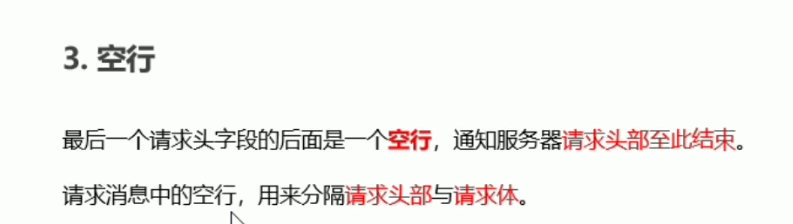 3. 空行
最后一个请求头字段的后面是一个空行，通知服务器请求头部至此结束。
请求消息中的空行，用来分隔请求头部与请求体。